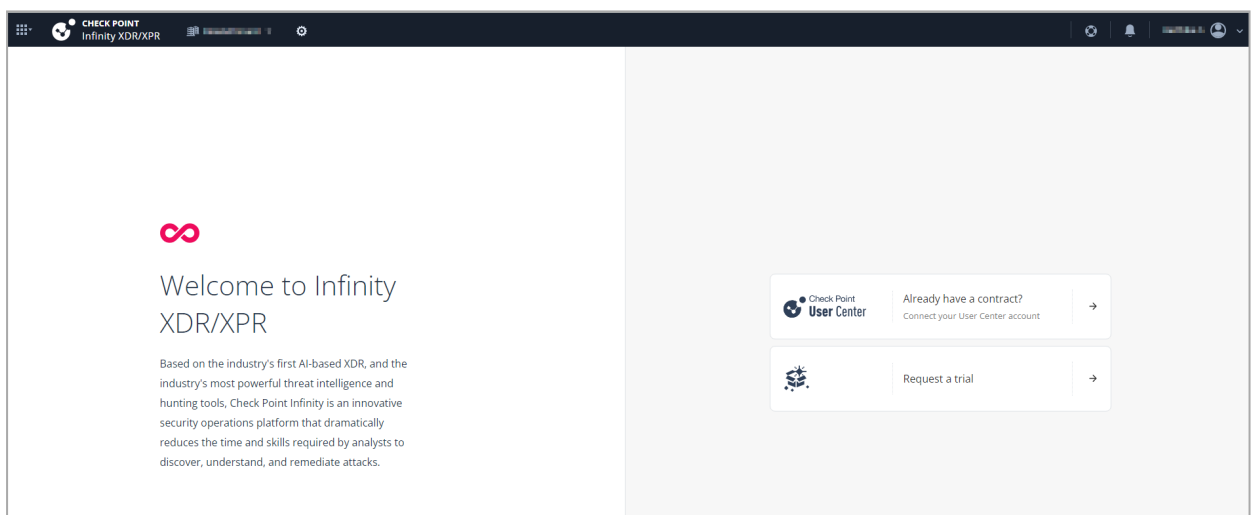 CHECK POINT
Infinity XDR/XPR
Welcome to Infinity
XDR/XPR
Based on the industry's first AI-based XDR, and the
industry's most powerful threat intelligence and
hunting tools, Check Point Infinity is an innovative
security operations platform that dramatically
reduces the time and skills required by analysts to
discover, understand, and remediate attacks.
Check Point
User Center
Already have a contract?
Connect your User Center account
Request a trial